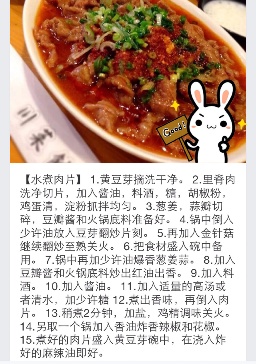 Good!
【水煮肉片】 1.黄豆芽摘洗干净。 2.里脊肉
洗净切片，加入酱油，料酒，糖，胡椒粉，
鸡蛋清，淀粉抓拌均匀。 3.葱姜，蒜瓣切
碎，豆瓣酱和火锅底料准备好。 4.锅中倒入
少许油放入豆芽翻炒片刻。 5.再加入金针菇
继续翻炒至熟关火。 6.把食材盛入碗中备
用。 7.锅中再加少许油爆香葱姜蒜。 8.加入
豆瓣酱和火锅底料炒出红油出香。 9.加入料
酒。 10.加入酱油。 11.加入适量的高汤或
者清水，加少许糖 12.煮出香味，再倒入肉
片。 13.稍煮2分钟，加盐，鸡精调味关火。
14.另取一个锅加入香油炸香辣椒和花椒。
15.煮好的肉片盛入黄豆芽碗中，在浇入炸
好的麻辣油即好。